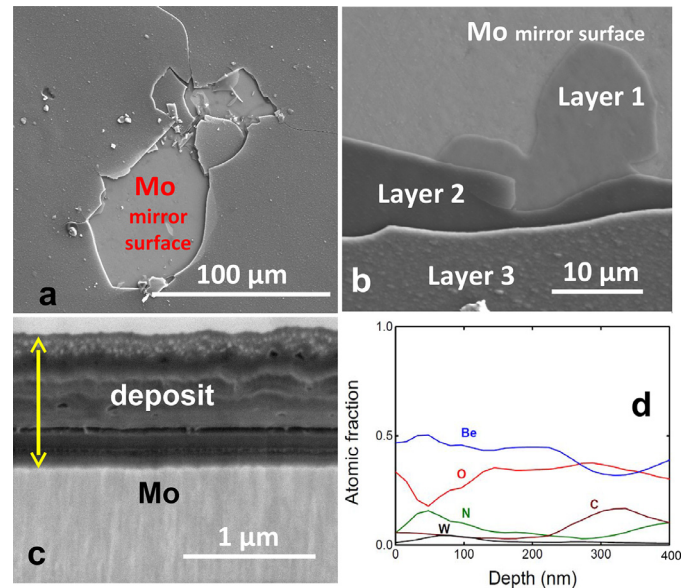 Mo
mirror
surface
100 µm
a
Mo mirror surface
Layer 1
Layer 2
Layer 3
10 µm
b
deposit
Mo
1 µm
c
1.0
0.5
0.0
Atomic fraction
d
Be
O
N
W
C
0 100 200 300 400
Depth (nm)